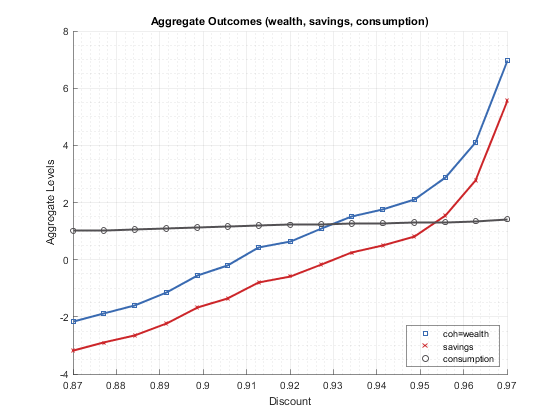 Aggregate Outcomes (wealth, savings, consumption)
8
6
4
2
0
-2
-4
Aggregate Levels
0.87 0.88 0.89 0.9 0.91 0.92 0.93 0.94 0.95 0.96 0.97
Discount
coh=wealth
savings
consumption